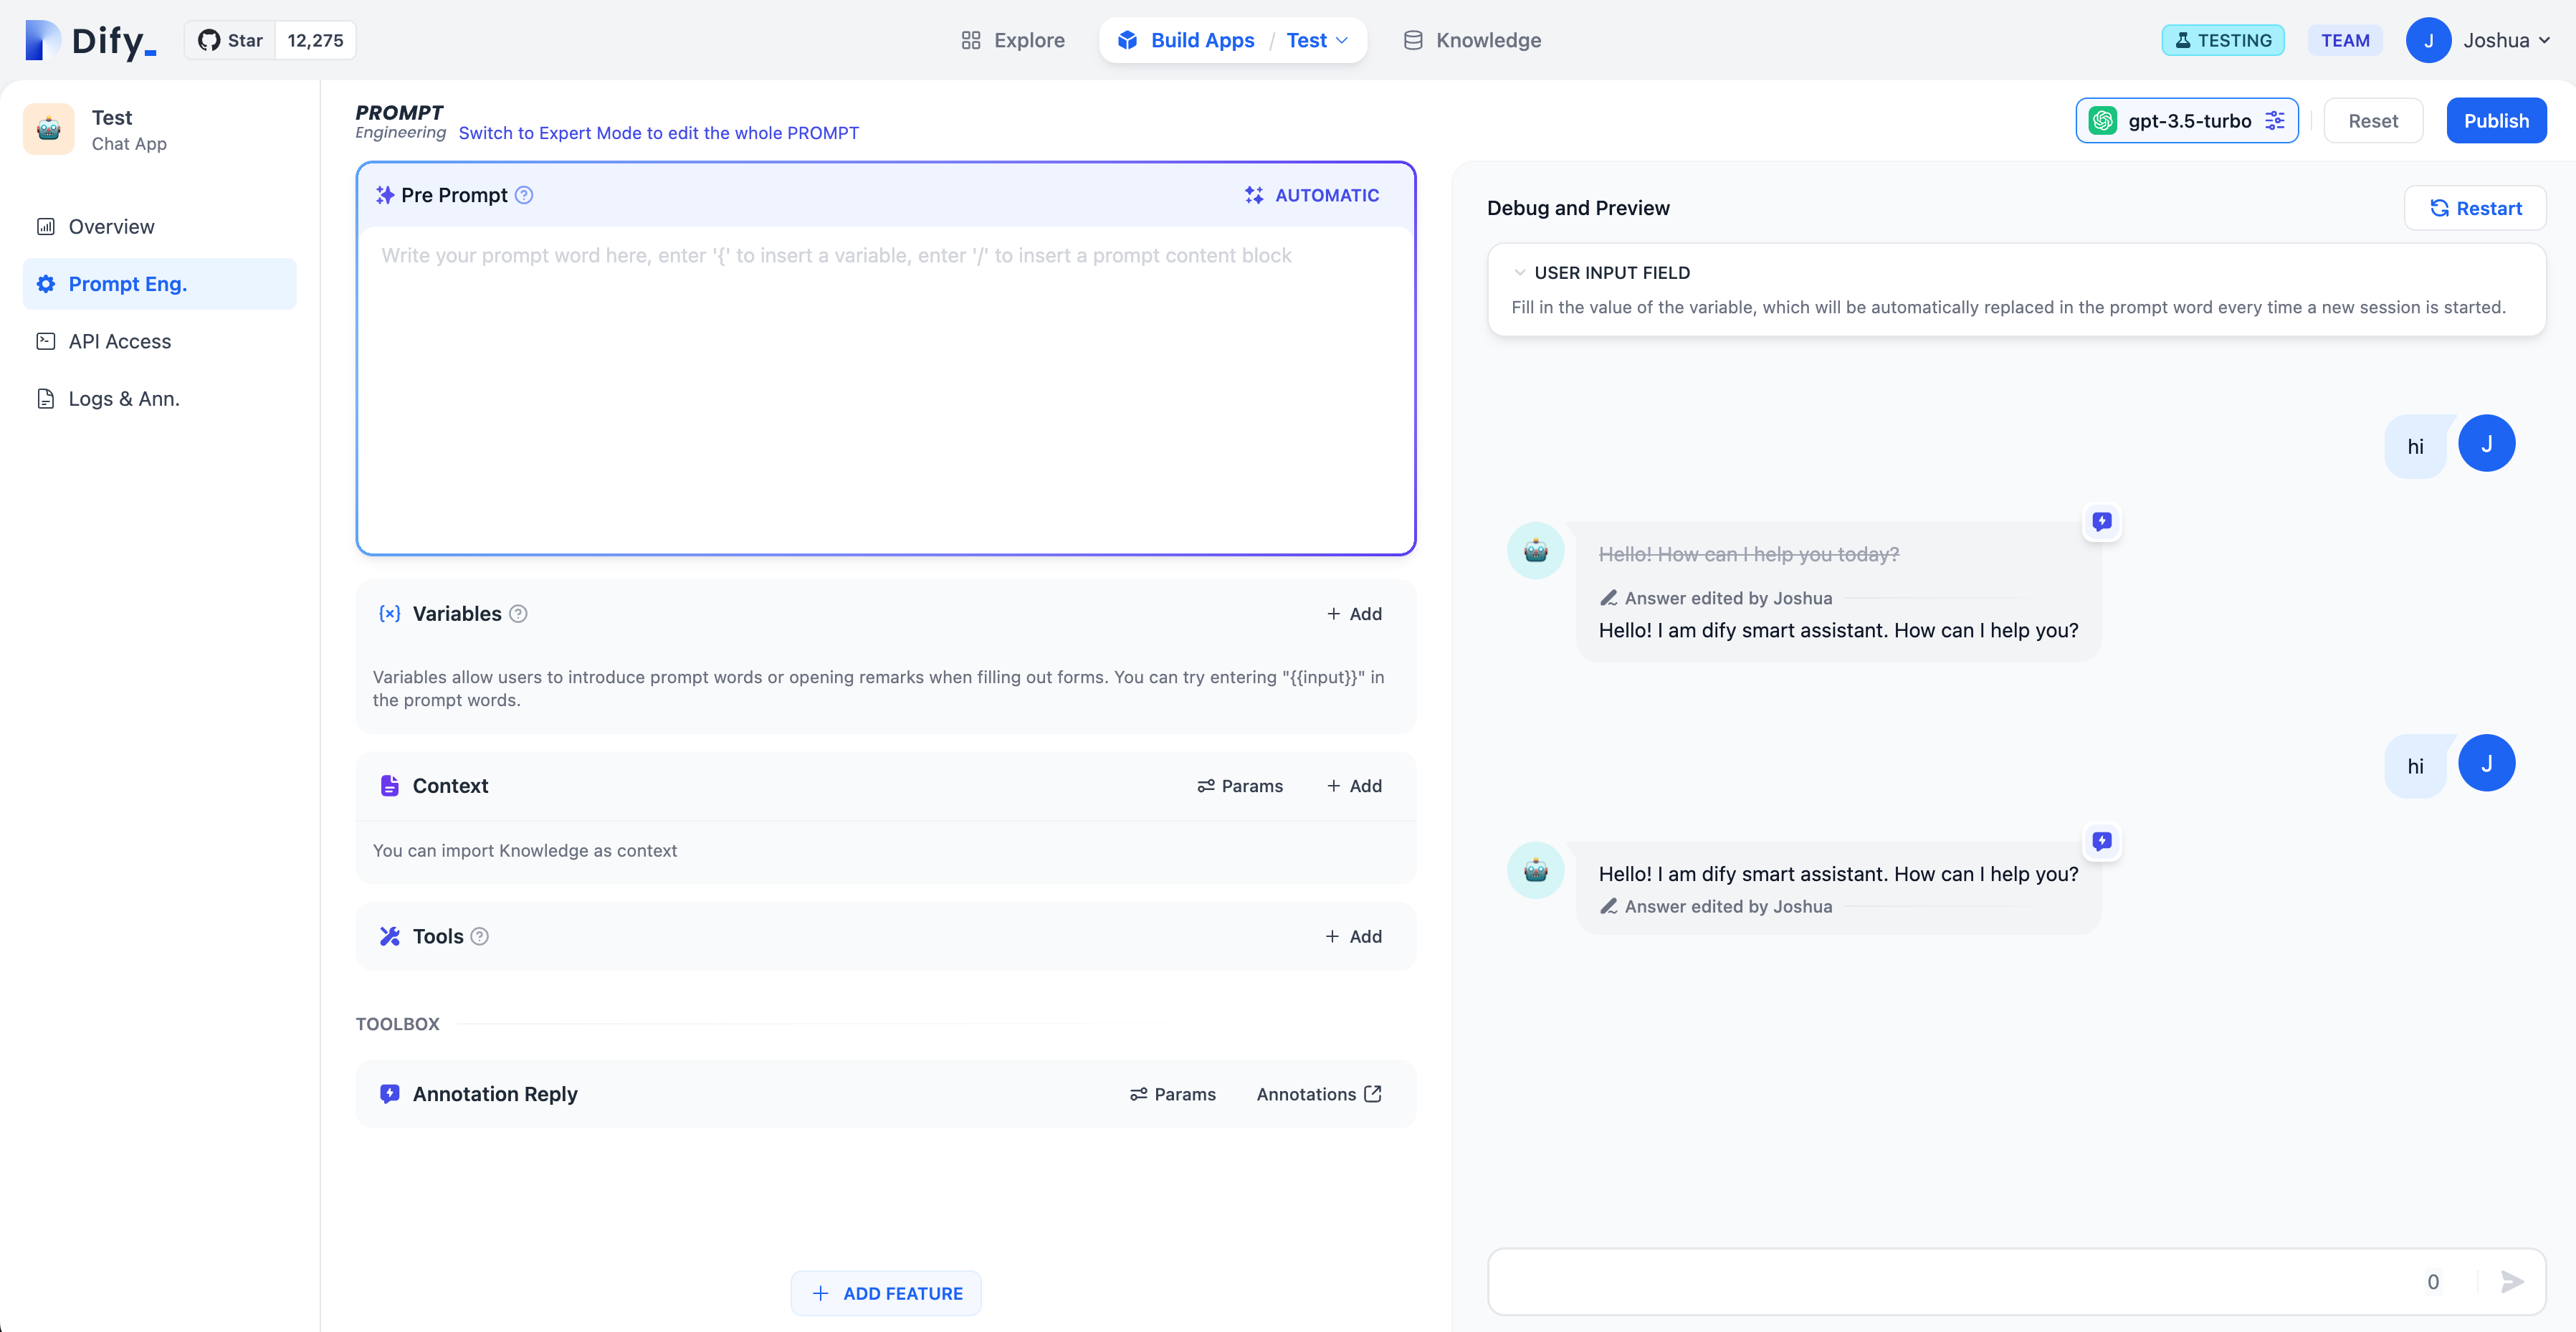 Dify_
Star 12,275
Explore
Build Apps / Test
Knowledge
TESTING
TEAM
J Joshua
Test
Chat App
Overview
Prompt Eng.
API Access
Logs & Ann.
PROMPT
Engineering Switch to Expert Mode to edit the whole PROMPT
gpt-3.5-turbo
Reset
Publish
Pre Prompt
AUTOMATIC
Write your prompt word here, enter '{' to insert a variable, enter '/' to insert a prompt content block
Variables
+ Add
Variables allow users to introduce prompt words or opening remarks when filling out forms. You can try entering "{{input}}" in
the prompt words.
Context
Params
+ Add
You can import Knowledge as context
Tools
+ Add
TOOLBOX
Annotation Reply
Params
Annotations
+ ADD FEATURE
Debug and Preview
Restart
USER INPUT FIELD
Fill in the value of the variable, which will be automatically replaced in the prompt word every time a new session is started.
hi
J
Hello! How can I help you today?
Answer edited by Joshua
Hello! I am dify smart assistant. How can I help you?
hi
J
Hello! I am dify smart assistant. How can I help you?
Answer edited by Joshua
0